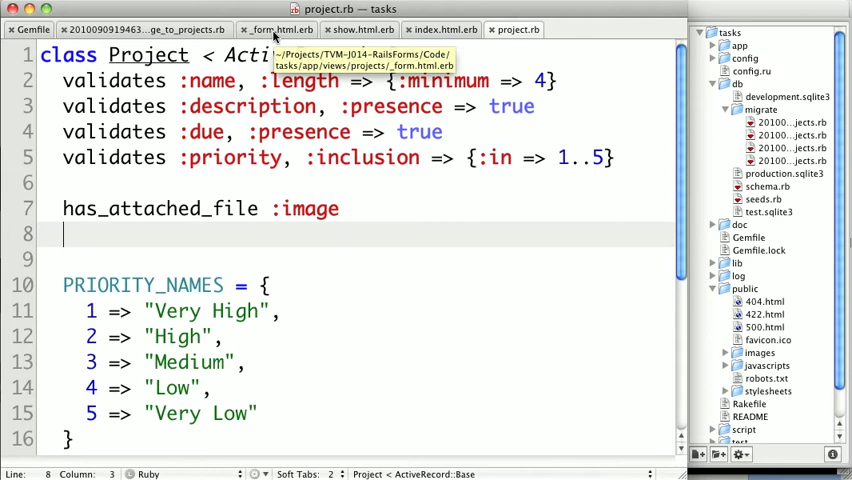 project.rb — tasks
Gemfile
2010090919463...ge_to_projects.rb
_form.html.erb
show.html.erb
index.html.erb
project.rb
1 class Project < Acti
~/Projects/TVM-J014-RailsForms/Code/
tasks/app/views/projects/_form.html.erb
2 validates :name, :length => {:minimum => 4}
3 validates :description, :presence => true
4 validates :due, :presence => true
5 validates :priority, :inclusion => {:in => 1..5}
6
7 has_attached_file :image
8
9
10 PRIORITY_NAMES = {
11 1 => "Very High",
12 2 => "High",
13 3 => "Medium",
14 4 => "Low",
15 5 => "Very Low"
16 }
Line: 8 Column: 3 Ruby Soft Tabs: 2 Project < ActiveRecord::Base
tasks
app
config
config.ru
db
development.sqlite3
migrate
20100...jects.rb
20100...jects.rb
20100...jects.rb
20100...jects.rb
production.sqlite3
schema.rb
seeds.rb
test.sqlite3
doc
Gemfile
Gemfile.lock
lib
log
public
404.html
422.html
500.html
favicon.ico
images
javascripts
robots.txt
stylesheets
Rakefile
README
script
test